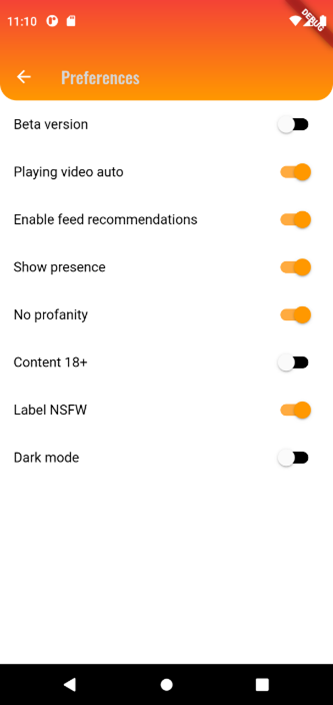 11:10
DEBUG
Preferences
Beta version
Playing video auto
Enable feed recommendations
Show presence
No profanity
Content 18+
Label NSFW
Dark mode